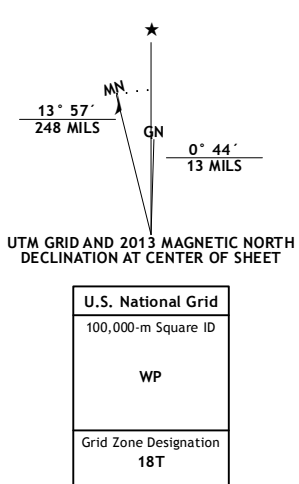 ★
MN
13° 57´
248 MILS
GN
0° 44´
13 MILS
UTM GRID AND 2013 MAGNETIC NORTH
DECLINATION AT CENTER OF SHEET
U.S. National Grid
100,000-m Square ID
WP
Grid Zone Designation
18T